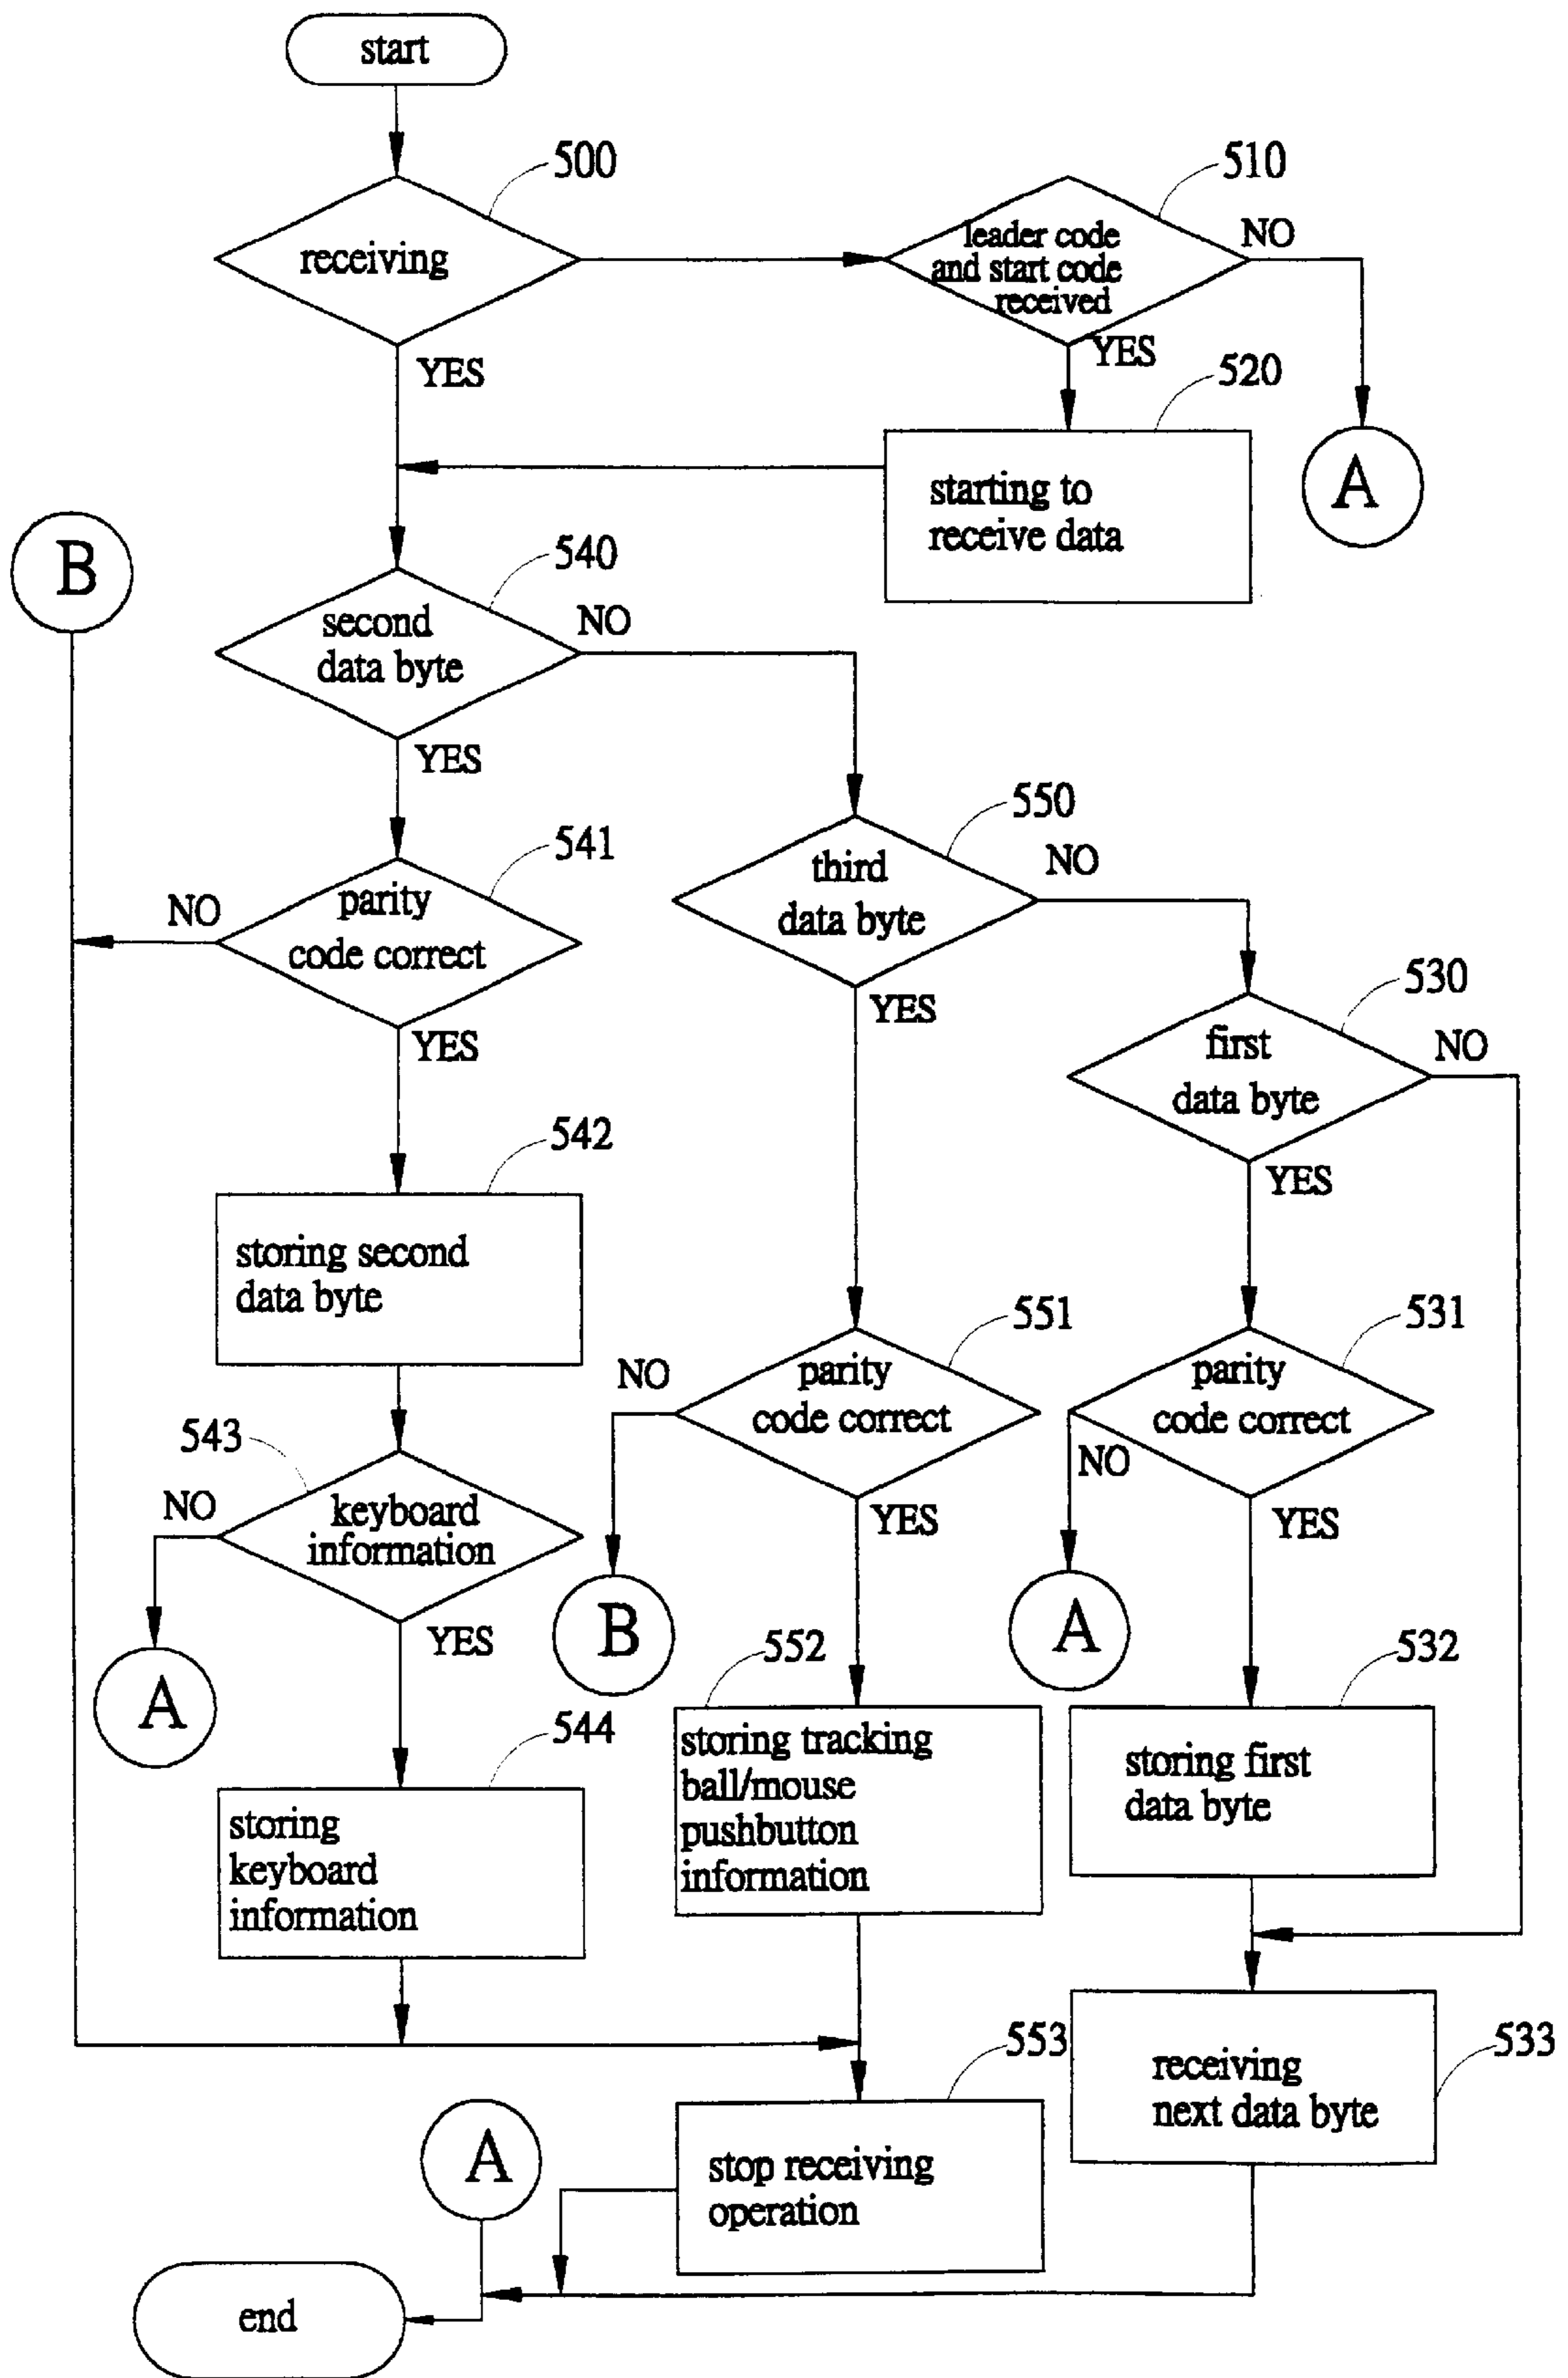 start
500
receiving
YES
510
leader code
and start code
received
NO
YES
520
starting to
receive data
A
B
540
second
data byte
NO
YES
541
parity
code correct
NO
YES
550
third
data byte
NO
YES
530
first
data byte
NO
YES
542
storing second
data byte
551
parity
code correct
NO
YES
531
parity
code correct
NO
YES
543
keyboard
information
NO
YES
A
B
A
544
storing
keyboard
information
552
storing tracking
ball/mouse
pushbutton
information
532
storing first
data byte
553
stop receiving
operation
533
receiving
next data byte
A
end